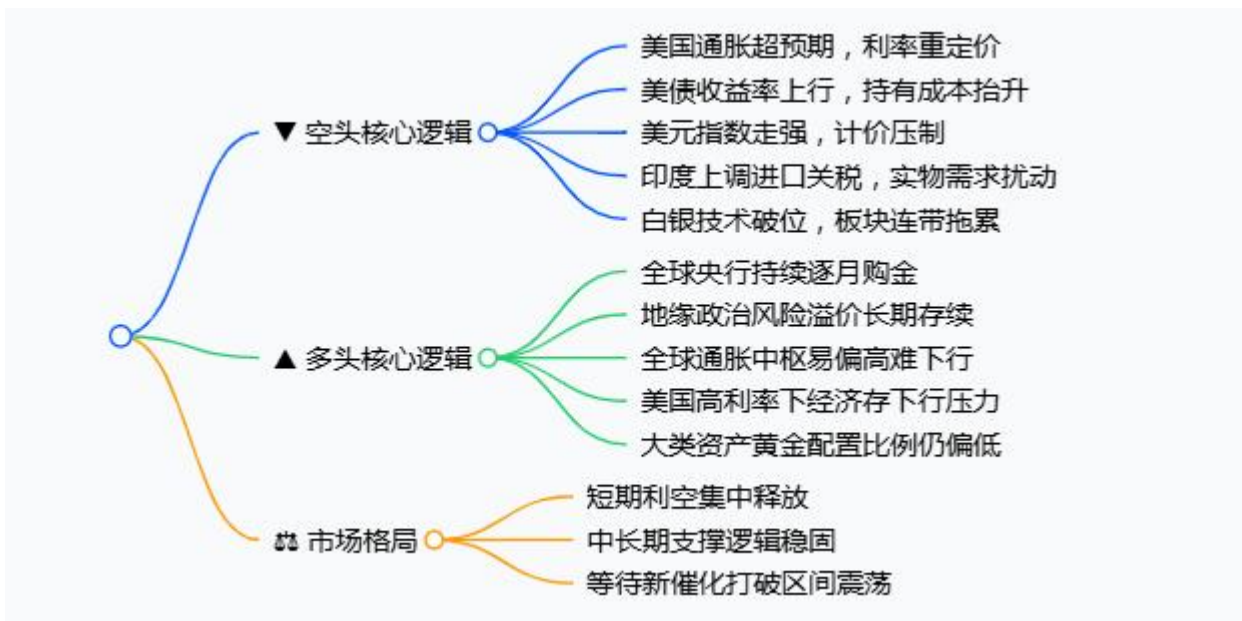 ▼ 空头核心逻辑
美国通胀超预期，利率重定价
美债收益率上行，持有成本抬升
美元指数走强，计价压制
印度上调进口关税，实物需求扰动
白银技术破位，板块连带拖累
▲ 多头核心逻辑
全球央行持续逐月购金
地缘政治风险溢价长期存续
全球通胀中枢易偏高难下行
美国高利率下经济存下行压力
大类资产黄金配置比例仍偏低
⚖ 市场格局
短期利空集中释放
中长期支撑逻辑稳固
等待新催化打破区间震荡